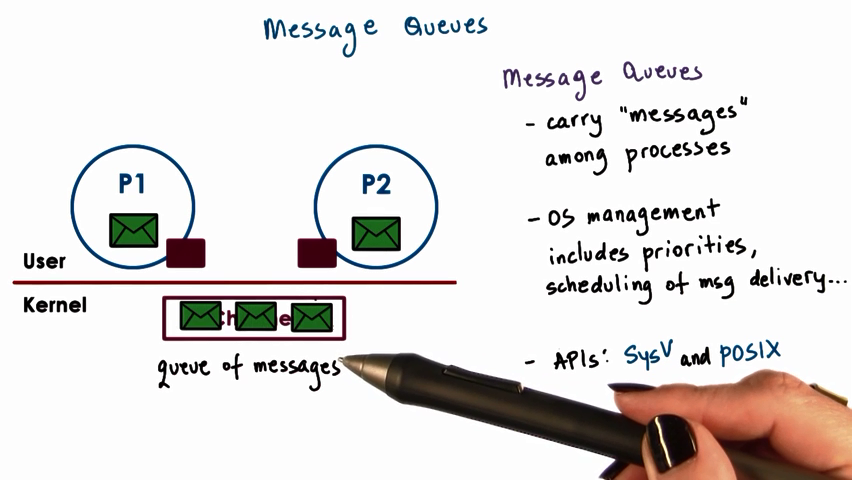 Message Queues
Message Queues
- carry "messages"
among processes
- OS management
includes priorities,
scheduling of msg delivery...
- APIs: SysV and POSIX
P1
P2
User
Kernel
queue of messages